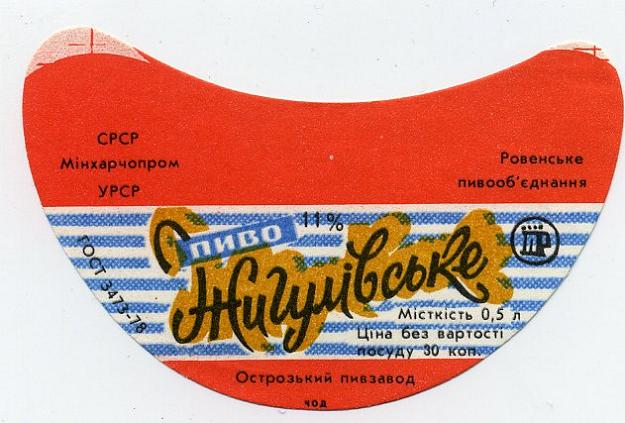 СРСР
Мінхарчопром
УРСР
Ровенське
пивооб'єднання
11%
пиво
Жигулівське
ГОСТ 3473-78
Місткість 0,5 л
Ціна без вартості
посуду 30 коп.
Острозький пивзавод
чод